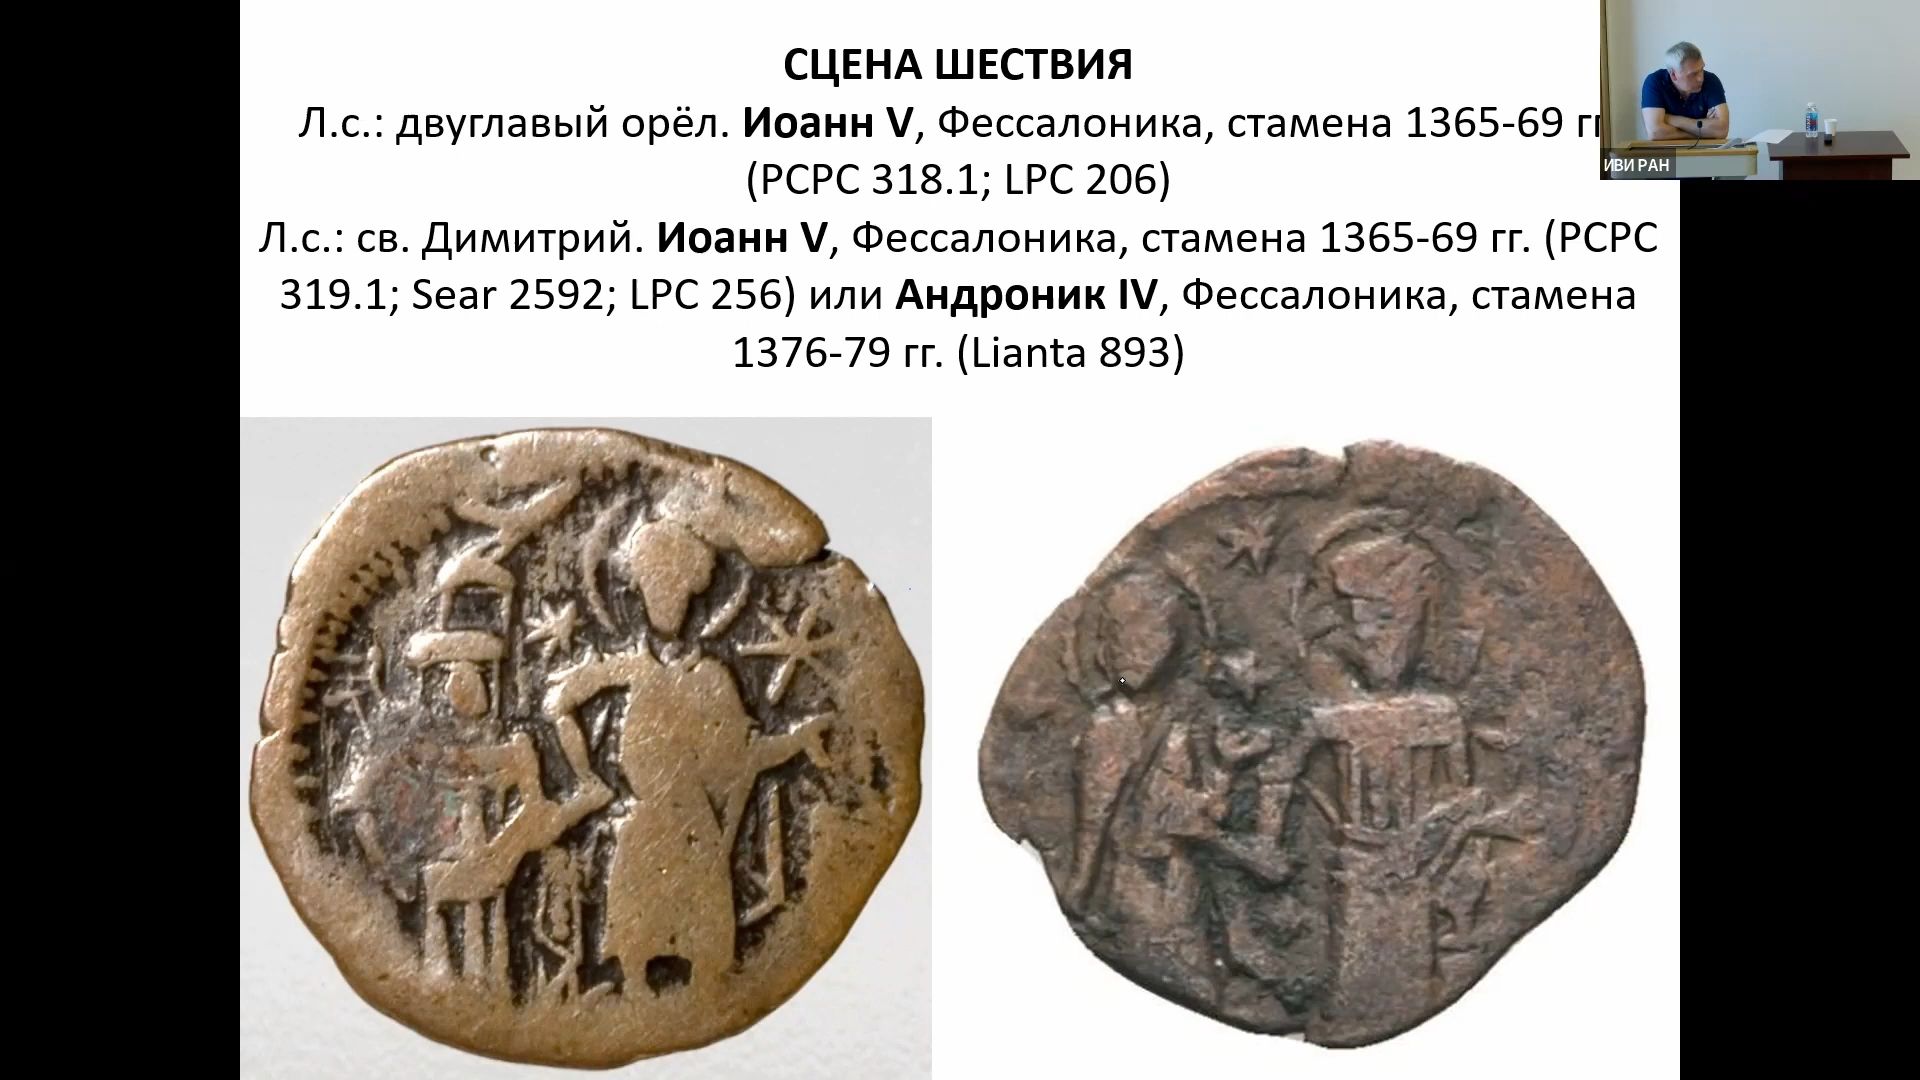 СЦЕНА ШЕСТВИЯ
Л.с.: двуглавый орёл. Иоанн V, Фессалоника, стамена 1365-69 гг
(PCPC 318.1; LPC 206)
Л.с.: св. Димитрий. Иоанн V, Фессалоника, стамена 1365-69 гг. (PCPC
319.1; Sear 2592; LPC 256) или Андроник IV, Фессалоника, стамена
1376-79 гг. (Lianta 893)
ИВИ РАН